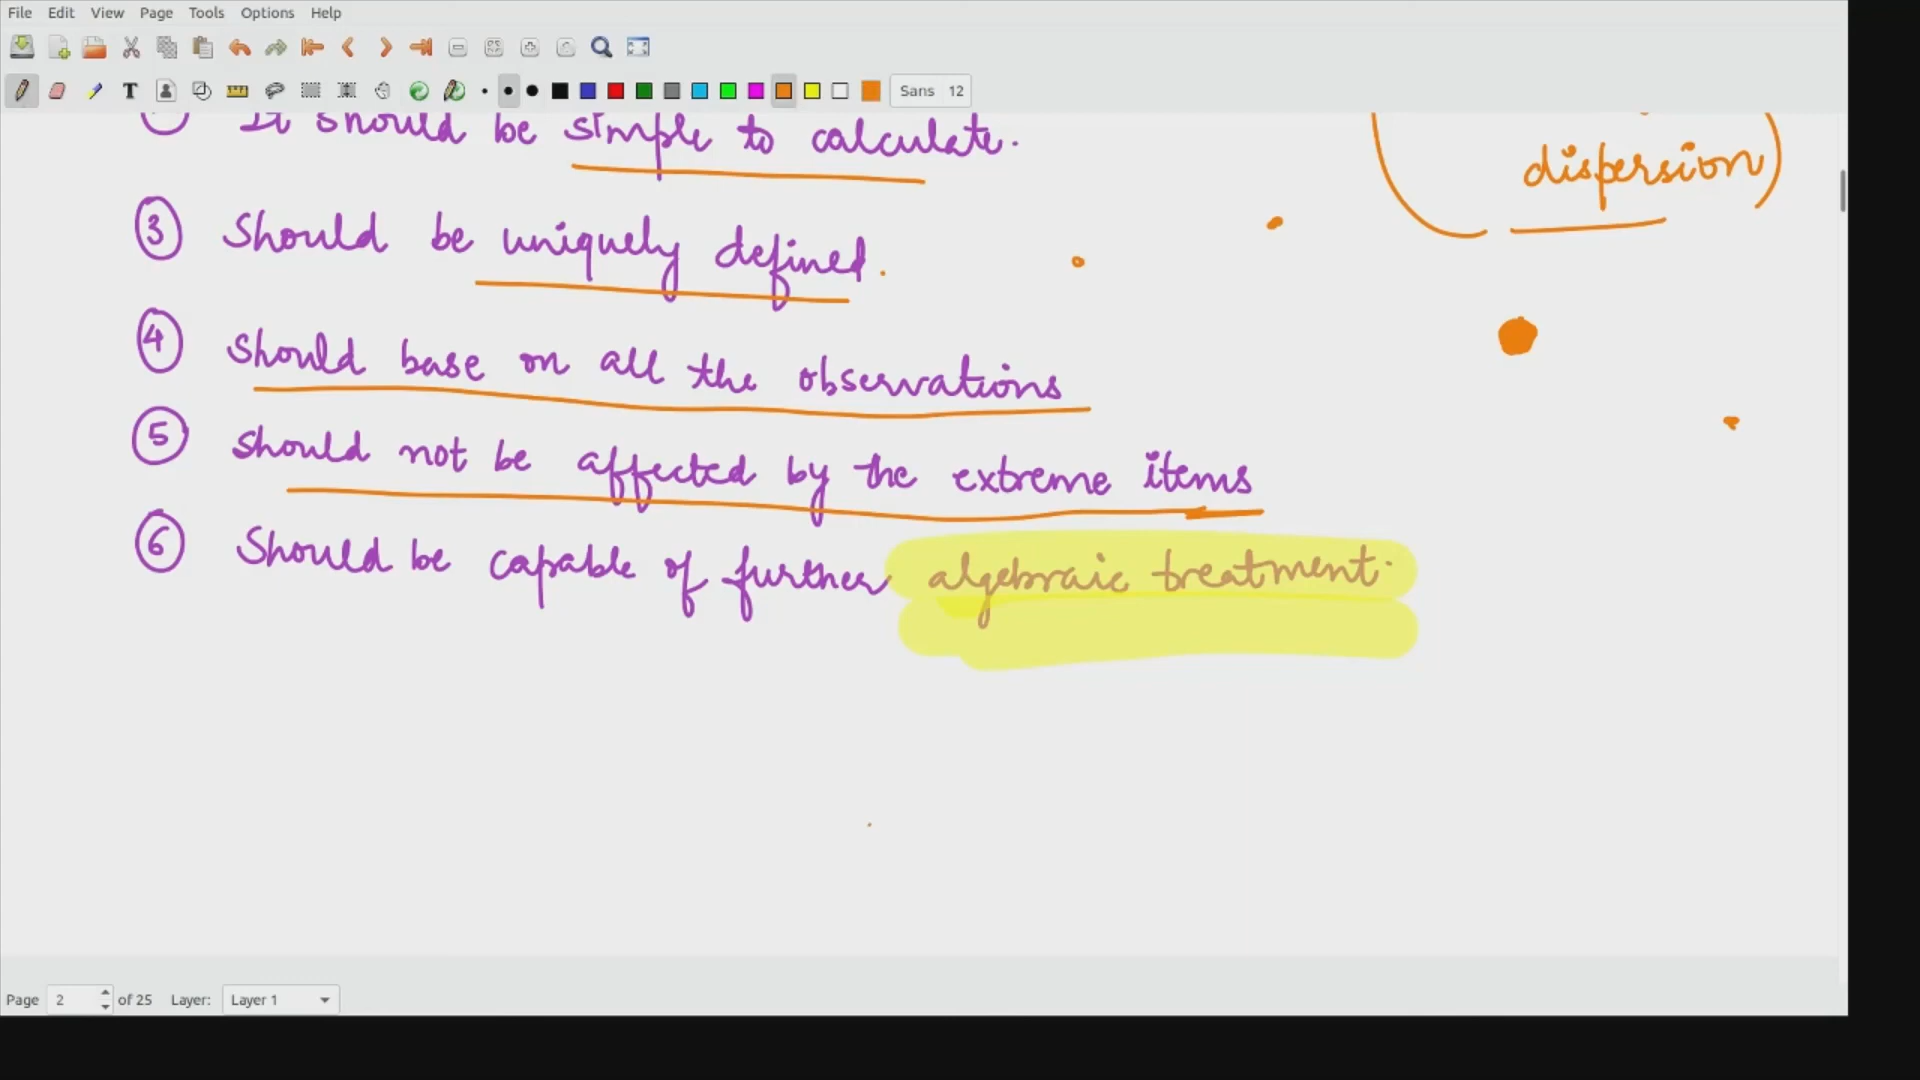 File Edit View Page Tools Options Help
Sans 12
It should be simple to calculate.
dispersion)
3 Should be uniquely defined.
4 Should base on all the observations
5 Should not be affected by the extreme items
6 Should be capable of further algebraic treatment.
Page 2 of 25 Layer: Layer 1